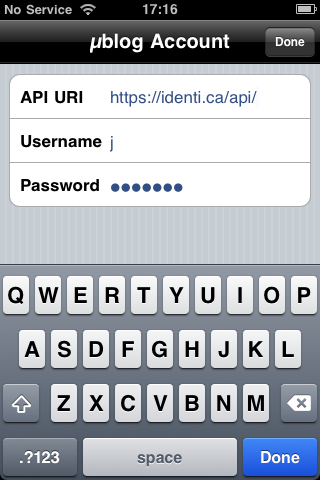 No Service 17:16
µblog Account Done
API URI https://identi.ca/api/
Username j
Password ●●●●●●●
Q W E R T Y U I O P
A S D F G H J K L
Z X C V B N M
.?123 space Done